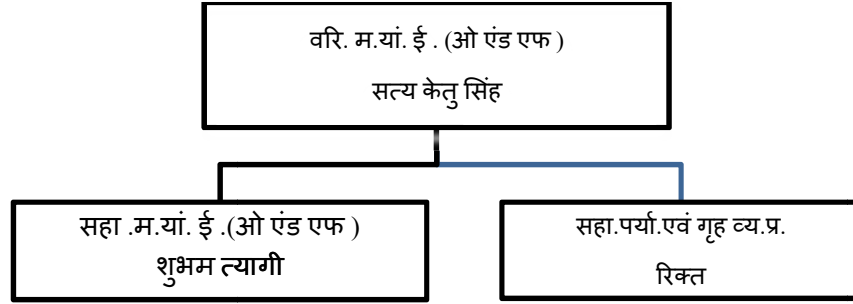 वरि. म.यां. ई . (ओ एंड एफ )
सत्य केतु सिंह
सहा .म.यां. ई .(ओ एंड एफ )
शुभम त्यागी
सहा.पर्या.एवं गृह व्य.प्र.
रिक्त